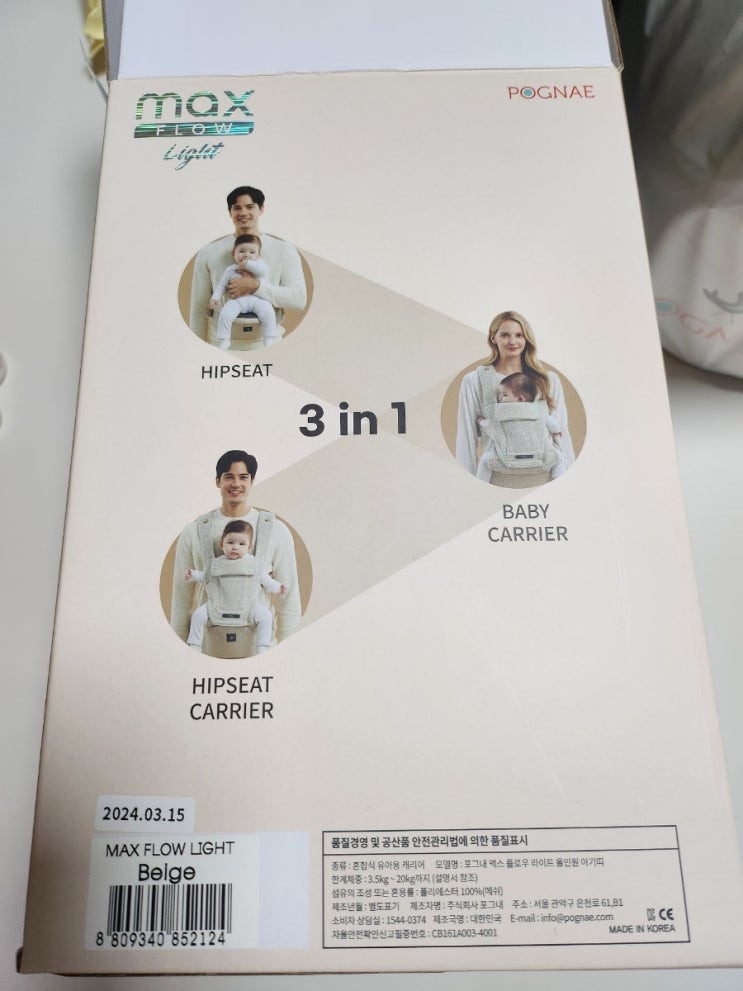 max
FLOW
Light
POGNAE
HIPSEAT
3 in 1
BABY
CARRIER
HIPSEAT
CARRIER
2024.03.15
MAX FLOW LIGHT
Beige
8 809340 852124
품질경영 및 공산품 안전관리법에 의한 품질표시
종류 : 혼합식 유아용 캐리어 모델명 : 포그내 맥스 플로우 라이트 올인원 아기띠
한계체중 : 3.5kg ~ 20kg까지 (설명서 참조)
섬유의 조성 또는 혼용률 : 폴리에스터 100%(메쉬)
제조년월 : 별도표기 제조자명 : 주식회사 포그내 주소 : 서울 관악구 은천로 61,B1
소비자 상담실 : 1544-0374 제조국명 : 대한민국 E-mail : info@pognae.com
자율안전확인신고필증번호 : CB161A003-4001
CE
MADE IN KOREA